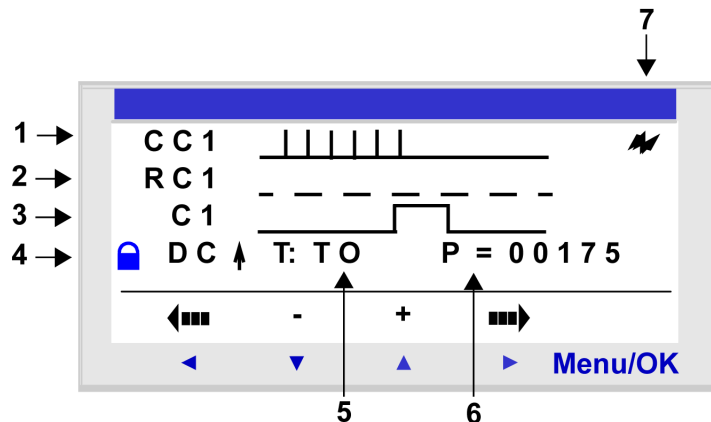 7
1 CC1
2 RC1
3 C1
4 DC T: TO P = 00175
- +
Menu/OK
5 6